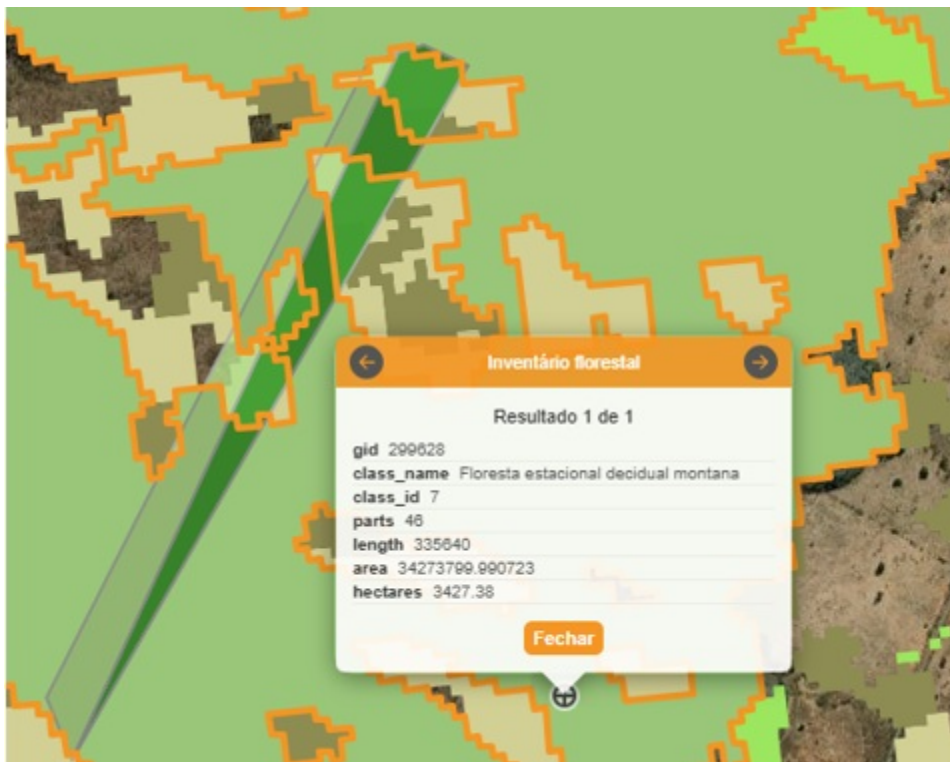 Inventário florestal
Resultado 1 de 1
gid 299628
class_name Floresta estacional decidual montana
class_id 7
parts 46
length 335640
area 34273799.990723
hectares 3427.38
Fechar